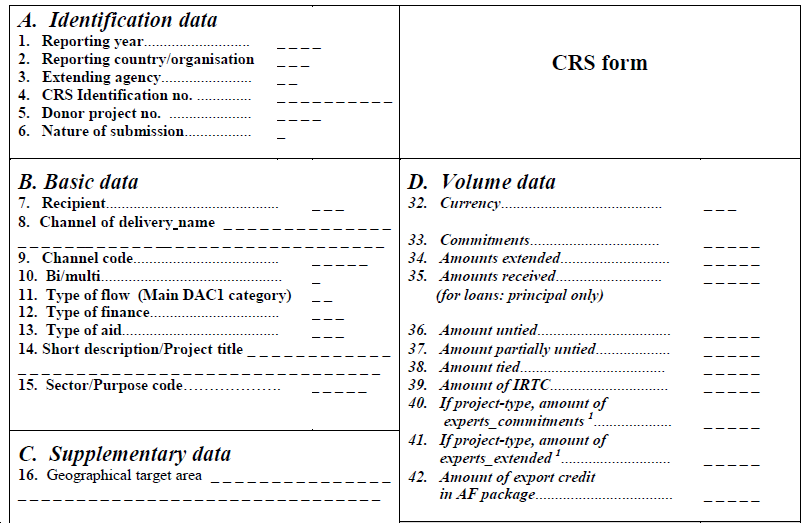 A. Identification data
1. Reporting year............................ _ _ _ _
2. Reporting country/organisation _ _ _
3. Extending agency........................ _ _
4. CRS Identification no. .............. _ _ _ _ _ _ _ _ _ _
5. Donor project no. ..................... _ _ _ _
6. Nature of submission.................. _
CRS form
B. Basic data
7. Recipient............................................. _ _ _
8. Channel of delivery_name _ _ _ _ _ _ _ _ _ _ _ _ _ _
_ _ _ _ _ _ _ _ _ _ _ _ _ _ _ _ _ _ _ _ _ _ _ _ _ _ _ _ _ _
9. Channel code...................................... _ _ _ _ _
10. Bi/multi............................................... _
11. Type of flow (Main DAC1 category) _ _
12. Type of finance.................................. _ _ _
13. Type of aid......................................... _ _ _
14. Short description/Project title _ _ _ _ _ _ _ _ _ _ _ _
_ _ _ _ _ _ _ _ _ _ _ _ _ _ _ _ _ _ _ _ _ _ _ _ _ _ _ _ _ _
15. Sector/Purpose code.................. _ _ _ _ _
C. Supplementary data
16. Geographical target area _ _ _ _ _ _ _ _ _ _ _ _ _ _ _
_ _ _ _ _ _ _ _ _ _ _ _ _ _ _ _ _ _ _ _ _ _ _ _ _ _ _ _ _ _
D. Volume data
32. Currency.......................................... _ _ _
33. Commitments.................................. _ _ _ _ _
34. Amounts extended.................................... _ _ _ _ _
35. Amounts received............................ _ _ _ _ _
(for loans: principal only)
36. Amount untied................................... _ _ _ _ _
37. Amount partially untied.................... _ _ _ _ _
38. Amount tied...................................... _ _ _ _ _
39. Amount of IRTC............................... _ _ _ _ _
40. If project-type, amount of
experts_commitments 1..................... _ _ _ _ _
41. If project-type, amount of
experts_extended 1............................. _ _ _ _ _
42. Amount of export credit
in AF package.................................... _ _ _ _ _